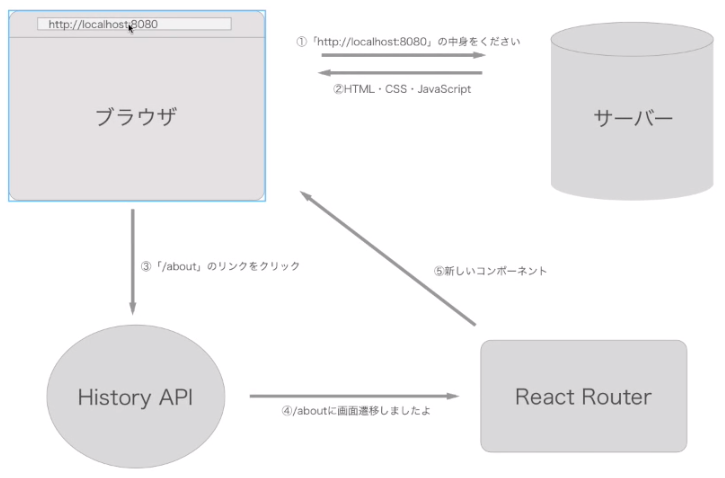 http://localhost:8080
①「http://localhost:8080」の中身をください
②HTML・CSS・JavaScript
ブラウザ
サーバー
③「/about」のリンクをクリック
⑤新しいコンポーネント
History API
React Router
④/aboutに画面遷移しましたよ